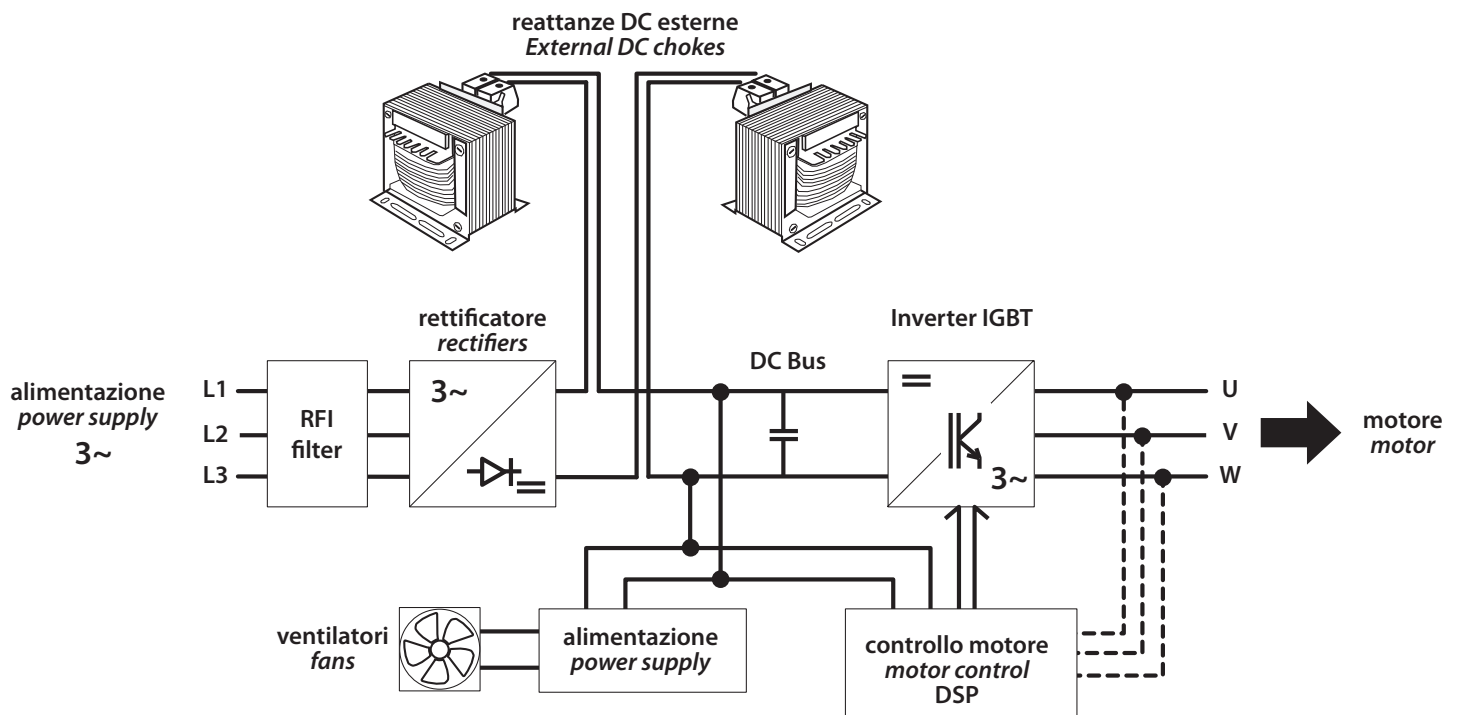 reattanze DC esterne
External DC chokes
rettificatore
rectifiers
Inverter IGBT
DC Bus
alimentazione
power supply
3~
L1
L2
L3
RFI
filter
3~
3~
U
V
W
motore
motor
ventilatori
fans
alimentazione
power supply
controllo motore
motor control
DSP